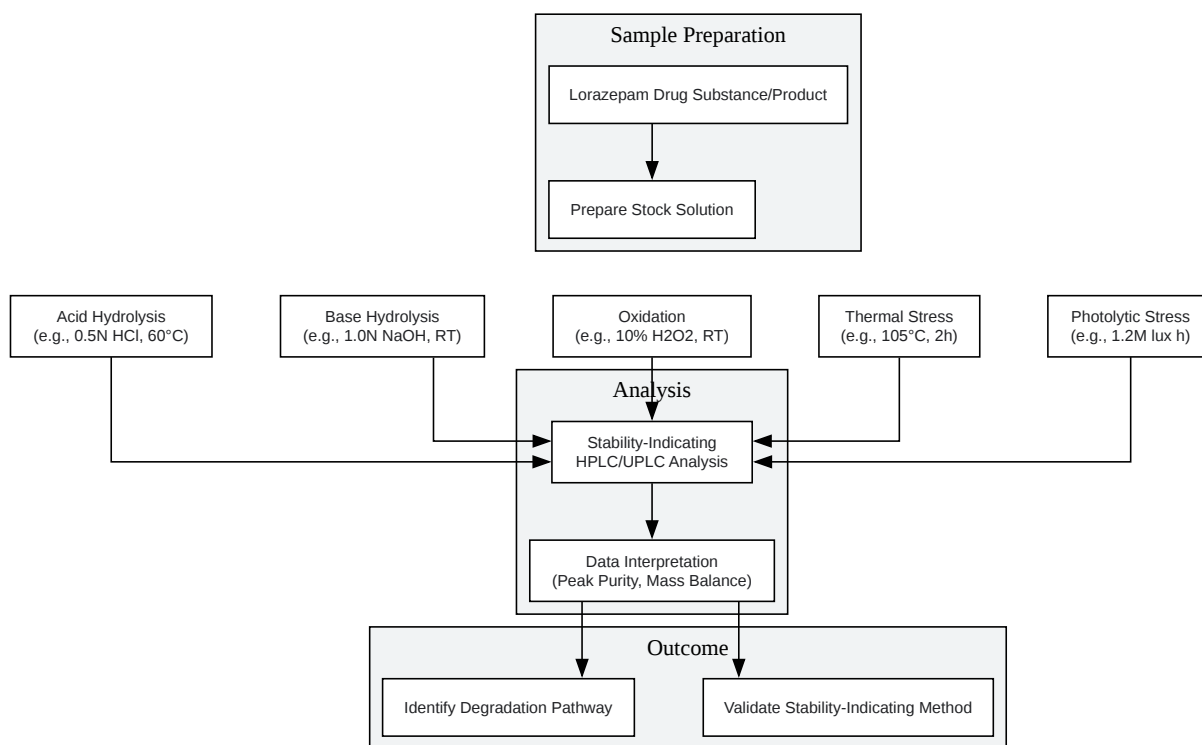 Sample Preparation
Lorazepam Drug Substance/Product
Prepare Stock Solution
Acid Hydrolysis
(e.g., 0.5N HCl, 60°C)
Base Hydrolysis
(e.g., 1.0N NaOH, RT)
Oxidation
(e.g., 10% H2O2, RT)
Thermal Stress
(e.g., 105°C, 2h)
Photolytic Stress
(e.g., 1.2M lux h)
Analysis
Stability-Indicating
HPLC/UPLC Analysis
Data Interpretation
(Peak Purity, Mass Balance)
Outcome
Identify Degradation Pathway
Validate Stability-Indicating Method